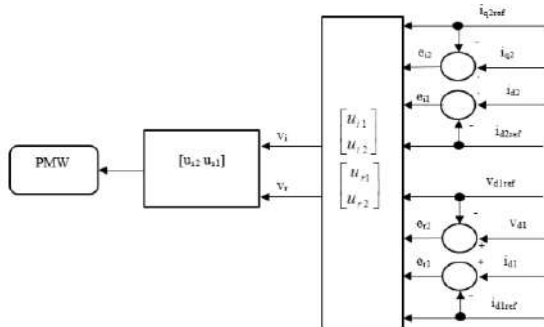 i_q2ref
e_i2
i_q2
e_i1
i_d2
u_i1
u_i2
i_d2ref
PMW
[u_s2 u_s1]
v_i
v_r
u_r1
u_r2
v_d1ref
e_r2
v_d1
e_r1
i_d1
i_d1ref